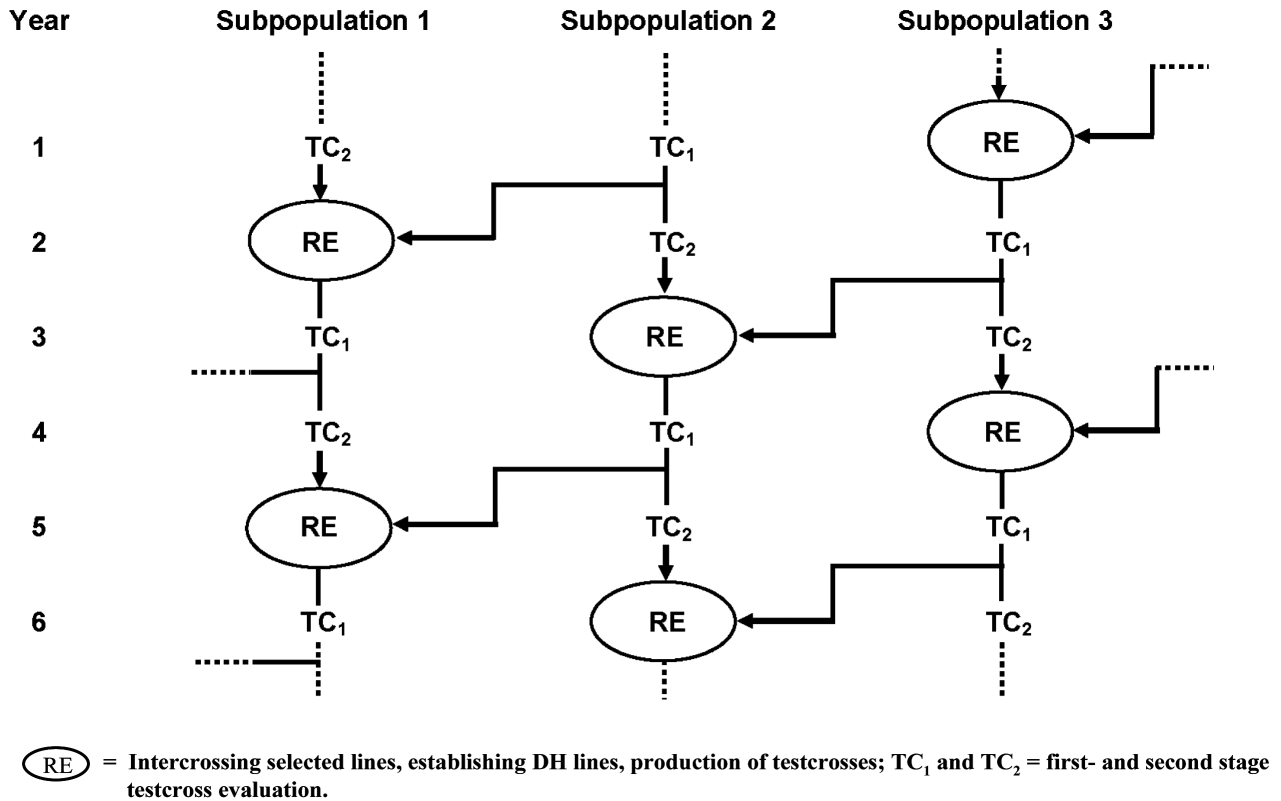 Year Subpopulation 1 Subpopulation 2 Subpopulation 3
1 TC₂ TC₁ RE
2 RE TC₂ TC₁
3 TC₁ RE TC₂
4 TC₂ TC₁ RE
5 RE TC₂ TC₁
6 TC₁ RE TC₂
RE = Intercrossing selected lines, establishing DH lines, production of testcrosses; TC₁ and TC₂ = first- and second stage
testcross evaluation.